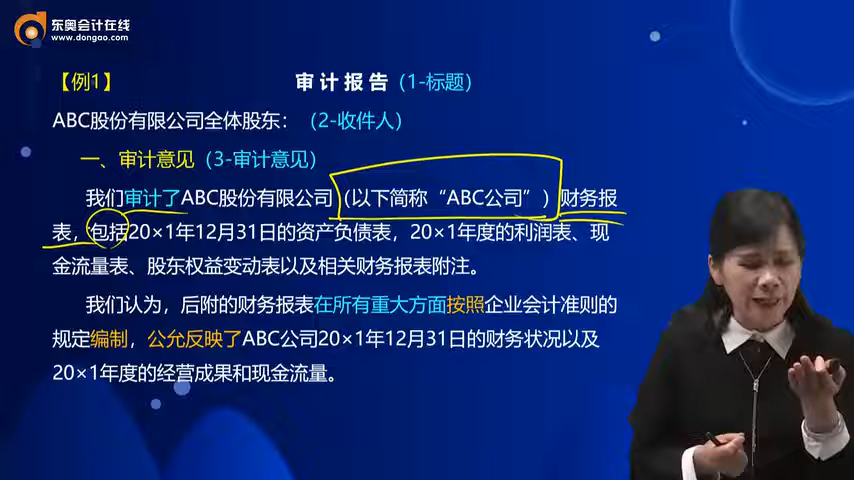 东奥会计在线
www.dongao.com
【例1】 审计报告（1-标题）
ABC股份有限公司全体股东：（2-收件人）
一、审计意见（3-审计意见）
我们审计了ABC股份有限公司（以下简称“ABC公司”）财务报
表，包括20×1年12月31日的资产负债表，20×1年度的利润表、现
金流量表、股东权益变动表以及相关财务报表附注。
我们认为，后附的财务报表在所有重大方面按照企业会计准则的
规定编制，公允反映了ABC公司20×1年12月31日的财务状况以及
20×1年度的经营成果和现金流量。